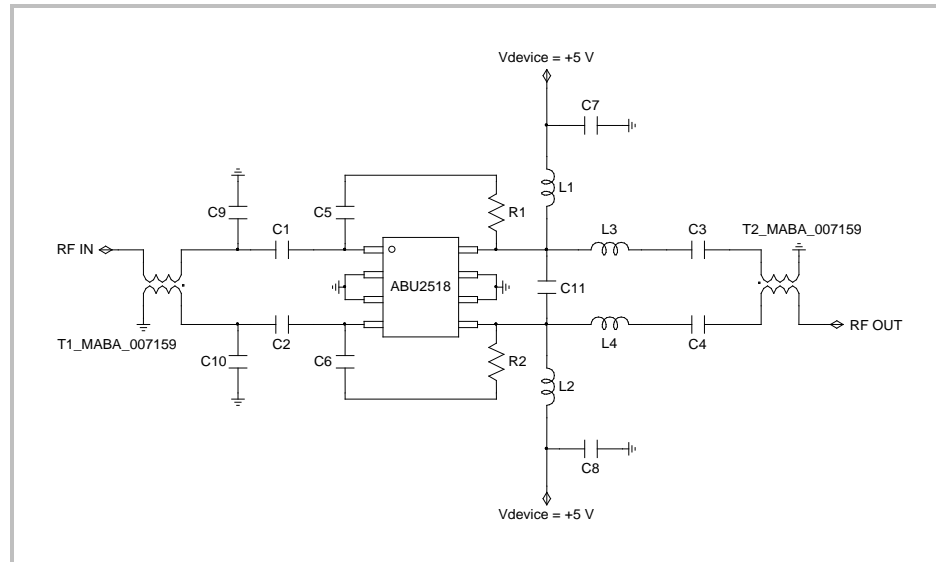 Vdevice = +5 V
C7
L1
C9
C1
C5
R1
L3
C3
T2_MABA_007159
RF IN
ABU2518
C11
RF OUT
T1_MABA_007159
C10
C2
C6
R2
L4
C4
L2
C8
Vdevice = +5 V